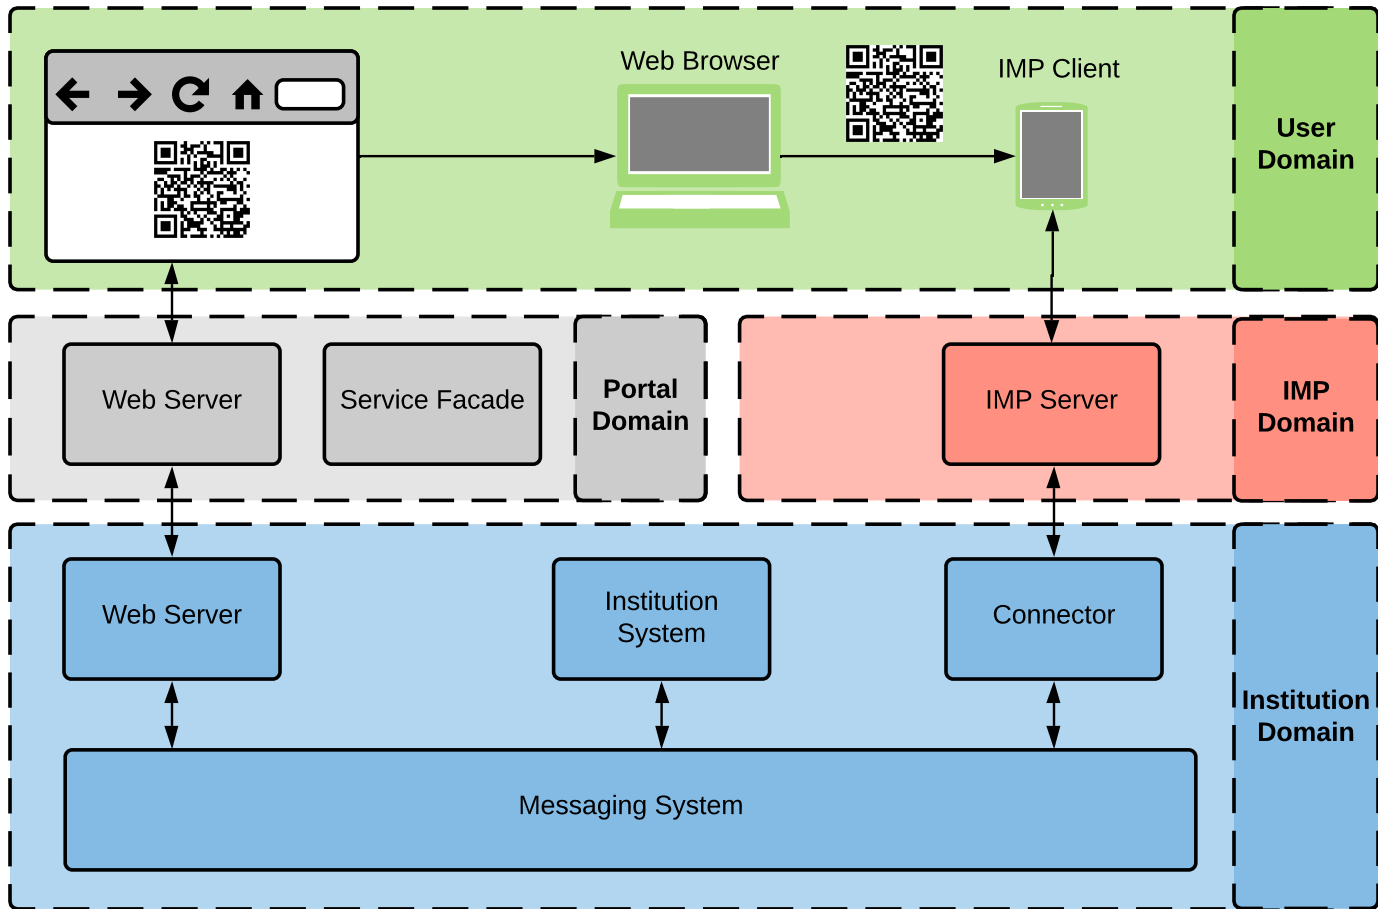 Web Browser
IMP Client
User
Domain
Web Server
Service Facade
Portal
Domain
IMP Server
IMP
Domain
Web Server
Institution
System
Connector
Institution
Domain
Messaging System